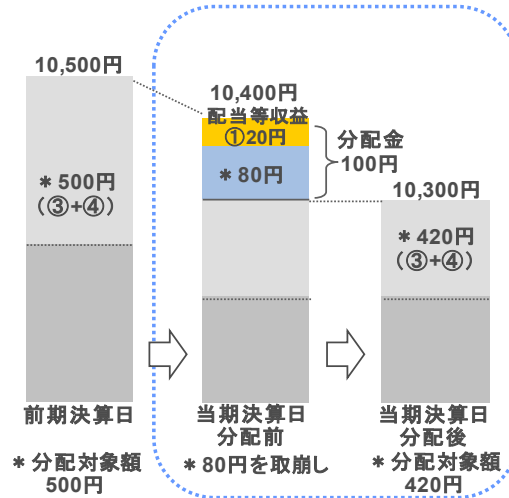 10,500円
＊500円
（③+④）
前期決算日
＊分配対象額
500円
10,400円
配当等収益
①20円
＊80円
分配金
100円
当期決算日
分配前
＊80円を取崩し
10,300円
＊420円
（③+④）
当期決算日
分配後
＊分配対象額
420円